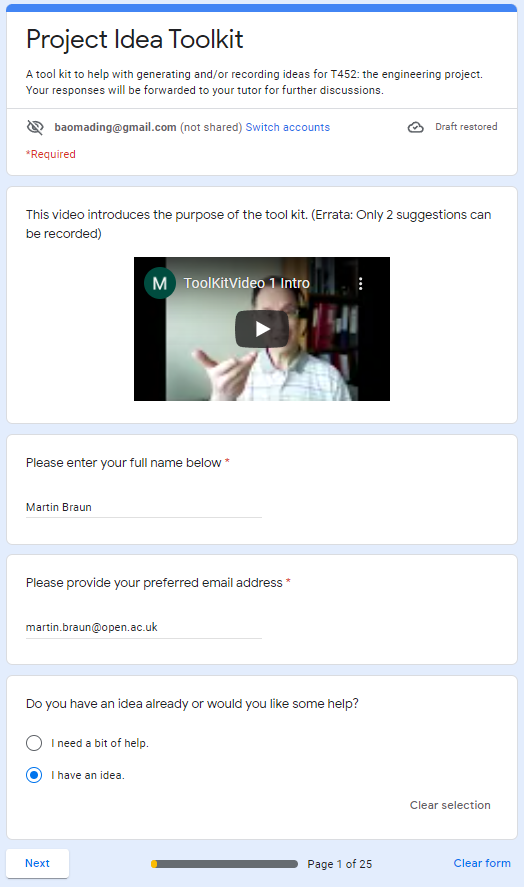 Project Idea Toolkit
A tool kit to help with generating and/or recording ideas for T452: the engineering project.
Your responses will be forwarded to your tutor for further discussions.
baomading@gmail.com (not shared) Switch accounts
Draft restored
*Required
This video introduces the purpose of the tool kit. (Errata: Only 2 suggestions can
be recorded)
M ToolKitVideo 1 Intro
Please enter your full name below *
Martin Braun
Please provide your preferred email address *
martin.braun@open.ac.uk
Do you have an idea already or would you like some help?
I need a bit of help.
I have an idea.
Clear selection
Next
Page 1 of 25
Clear form